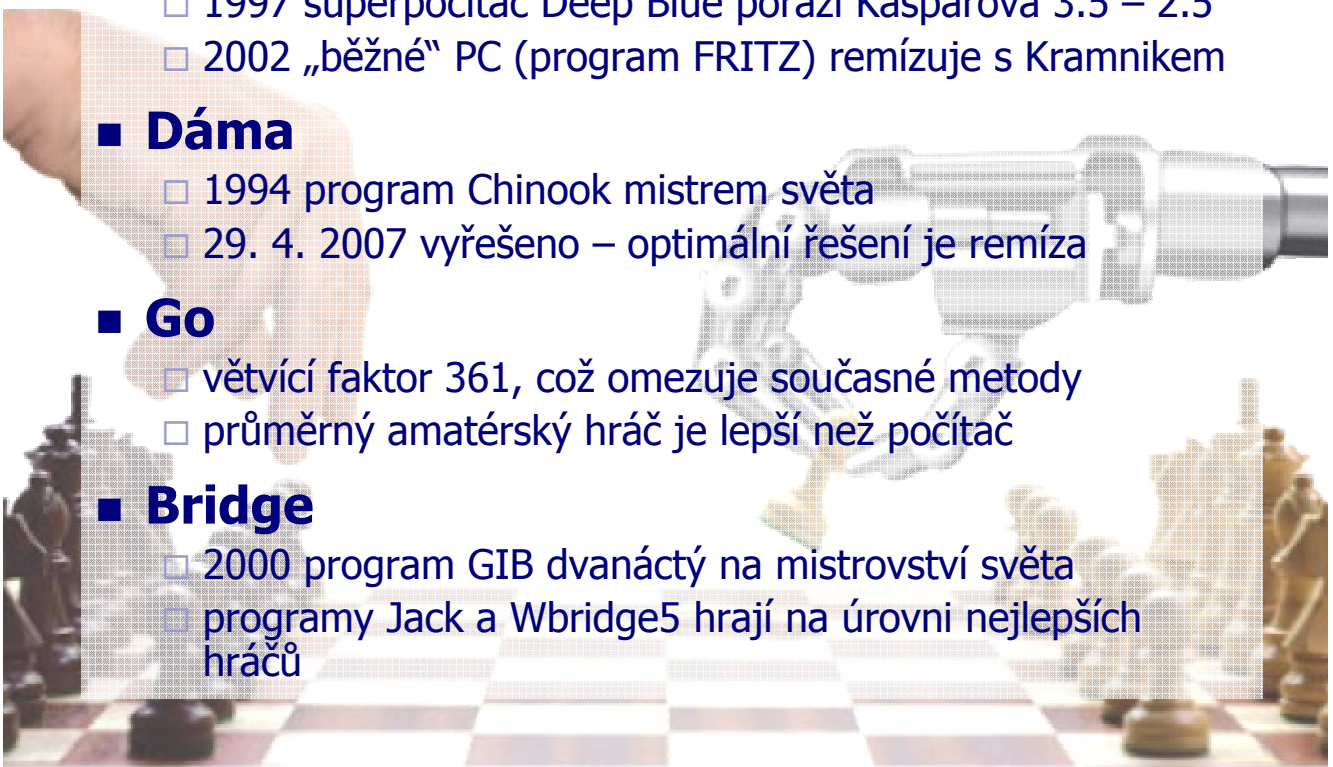 1997 superpočítač Deep Blue poráží Kasparova 3.5 – 2.5
2002 „běžné“ PC (program FRITZ) remízuje s Kramnikem
Dáma
1994 program Chinook mistrem světa
29. 4. 2007 vyřešeno – optimální řešení je remíza
Go
větvící faktor 361, což omezuje současné metody
průměrný amatérský hráč je lepší než počítač
Bridge
2000 program GIB dvanáctý na mistrovství světa
programy Jack a Wbridge5 hrají na úrovni nejlepších
hráčů